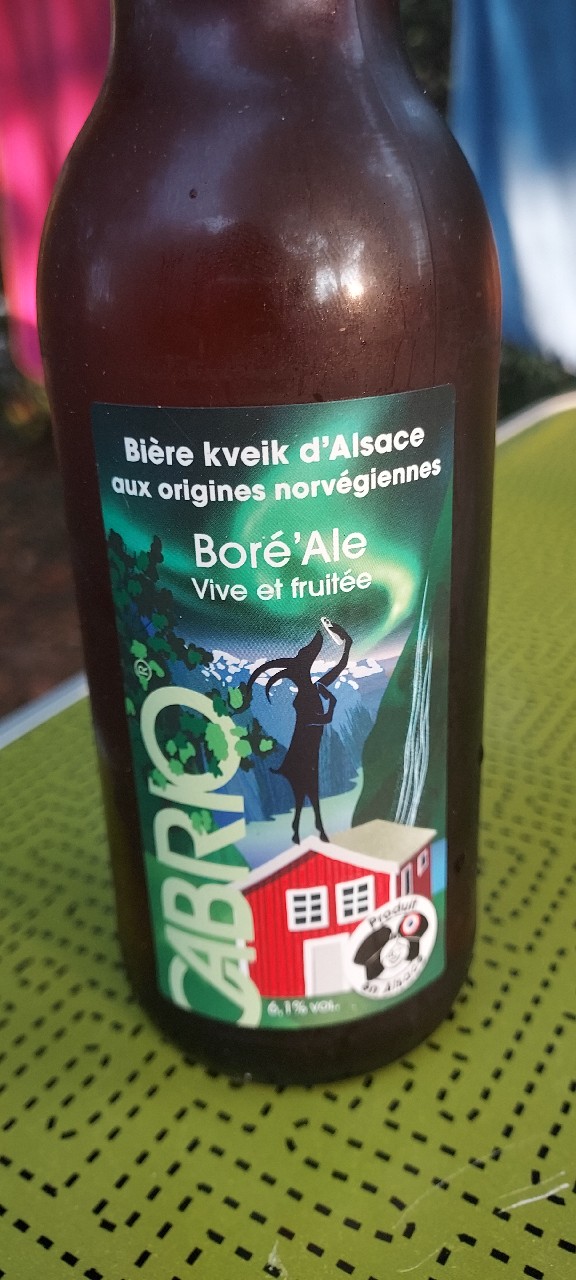 Bière kveik d'Alsace
aux origines norvégiennes
Boré'Ale
Vive et fruitée
CABRIO
®
Produit
en Alsace
6,1% VOL.